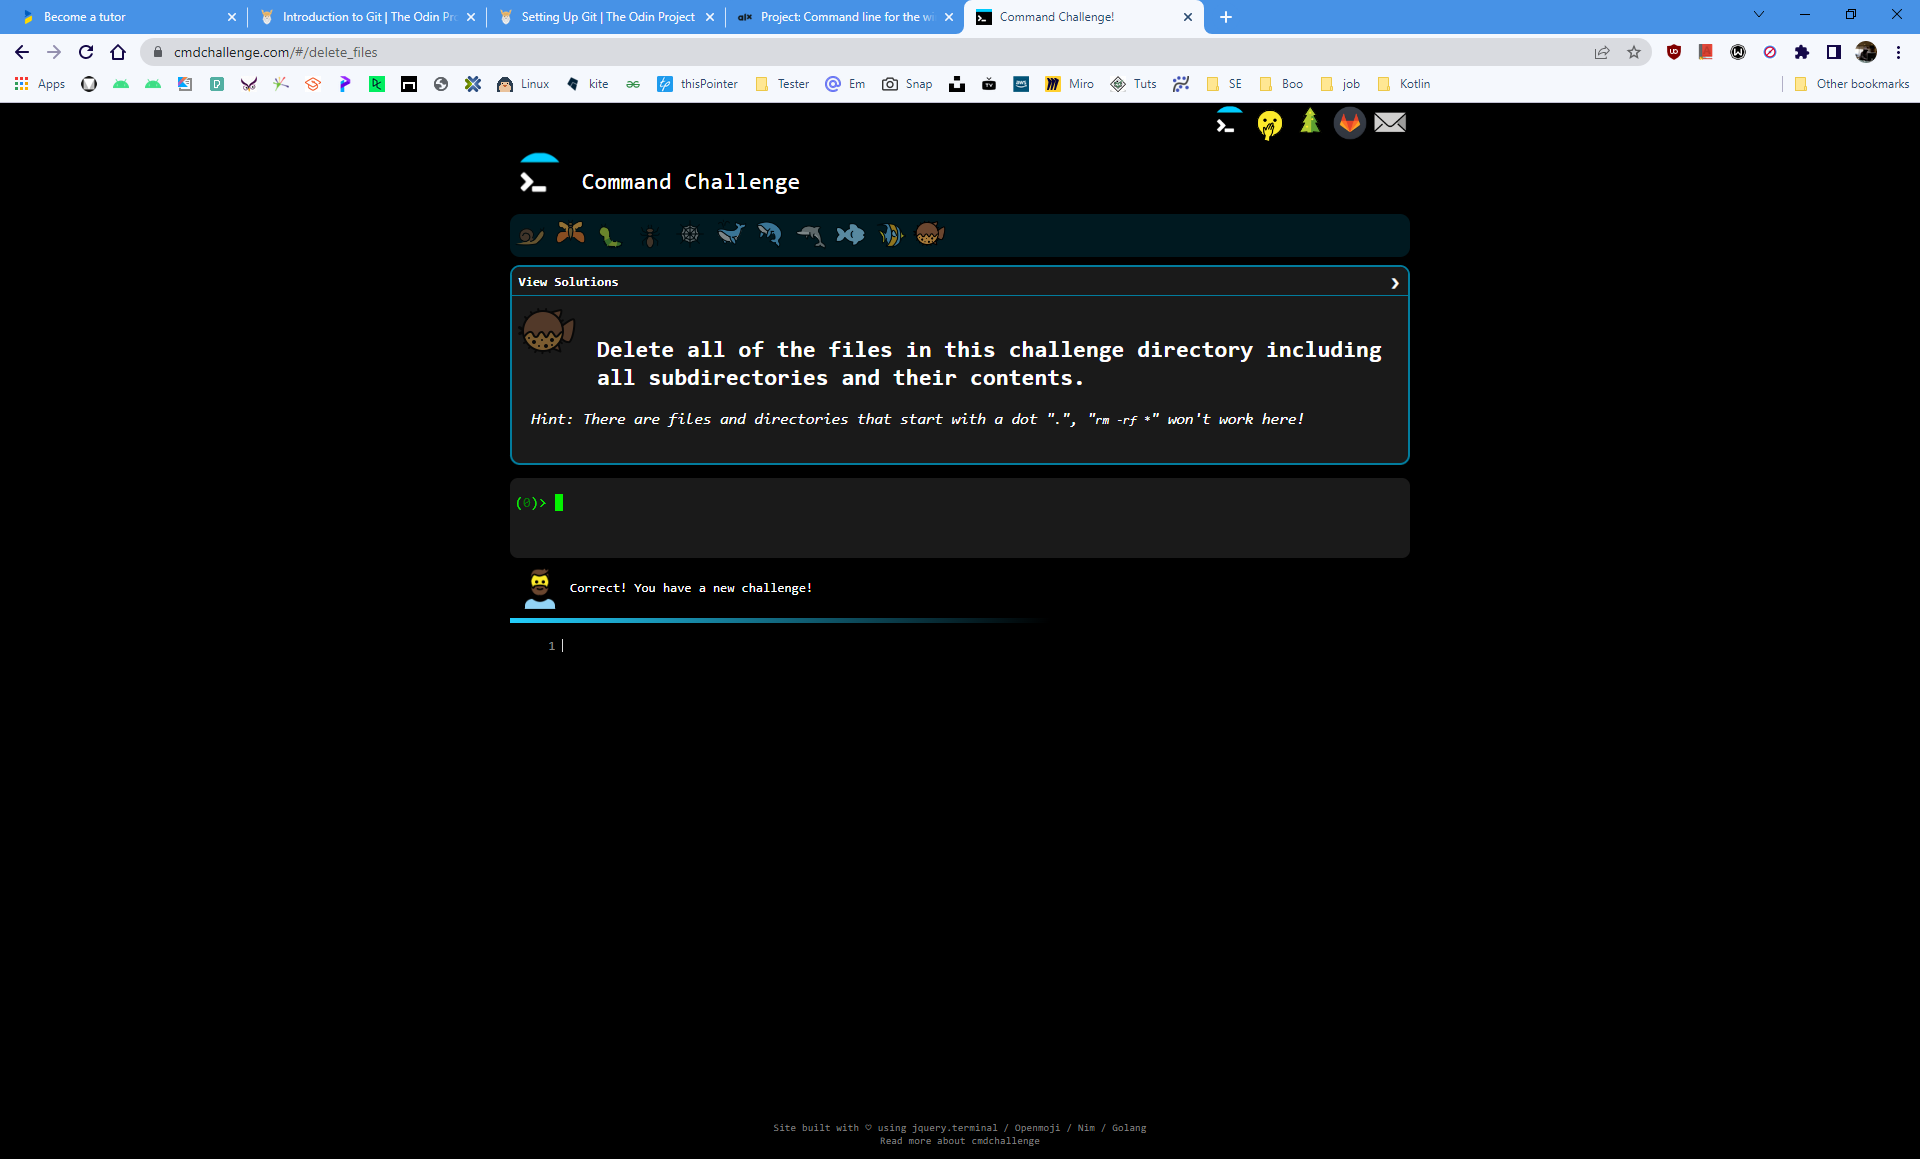 Become a tutor
Introduction to Git | The Odin Pr
Setting Up Git | The Odin Project
Project: Command line for the wi
Command Challenge!
cmdchallenge.com/#/delete_files
Apps
Linux
kite
thisPointer
Tester
Em
Snap
Miro
Tuts
SE
Boo
job
Kotlin
Other bookmarks
Command Challenge
View Solutions
Delete all of the files in this challenge directory including
all subdirectories and their contents.
Hint: There are files and directories that start with a dot ".", "rm -rf *" won't work here!
(0)>
Correct! You have a new challenge!
1
Site built with ♡ using jquery.terminal / Openmoji / Nim / Golang
Read more about cmdchallenge